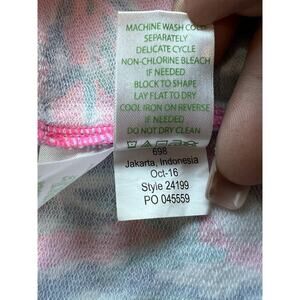 MACHINE WASH COLD
SEPARATELY
DELICATE CYCLE
NON-CHLORINE BLEACH
IF NEEDED
BLOCK TO SHAPE
LAY FLAT TO DRY
COOL IRON ON REVERSE
IF NEEDED
DO NOT DRY CLEAN
698
Jakarta, Indonesia
Oct-16
Style 24199
PO 045559